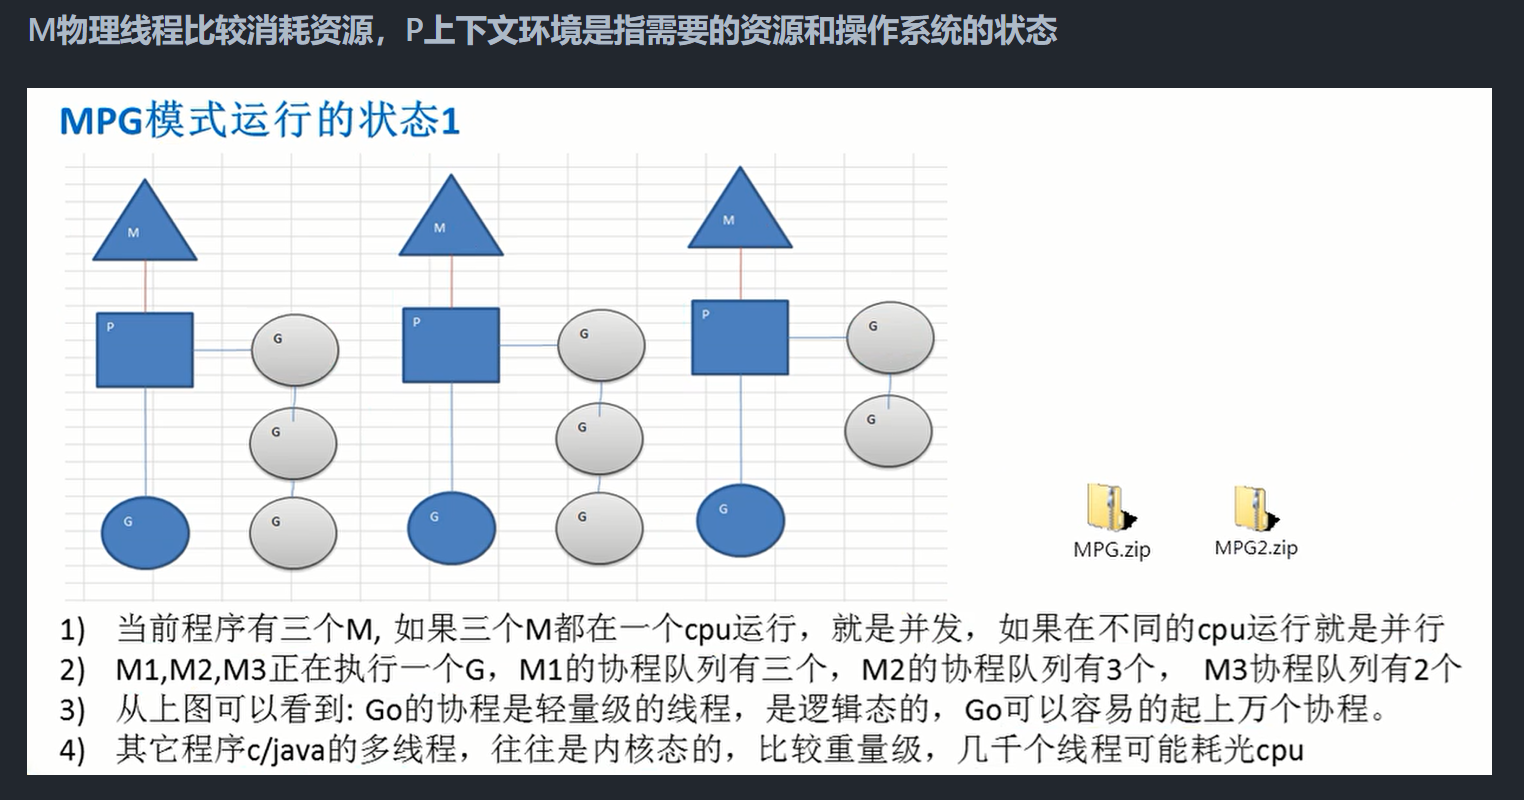 M物理线程比较消耗资源，P上下文环境是指需要的资源和操作系统的状态
MPG模式运行的状态1
M
M
M
P
G
P
G
P
G
G
G
G
G
G
G
G
G
G
MPG.zip
MPG2.zip
1) 当前程序有三个M, 如果三个M都在一个cpu运行，就是并发，如果在不同的cpu运行就是并行
2) M1,M2,M3正在执行一个G，M1的协程队列有三个，M2的协程队列有3个， M3协程队列有2个
3) 从上图可以看到: Go的协程是轻量级的线程，是逻辑态的，Go可以容易的起上万个协程。
4) 其它程序c/java的多线程，往往是内核态的，比较重量级，几千个线程可能耗光cpu